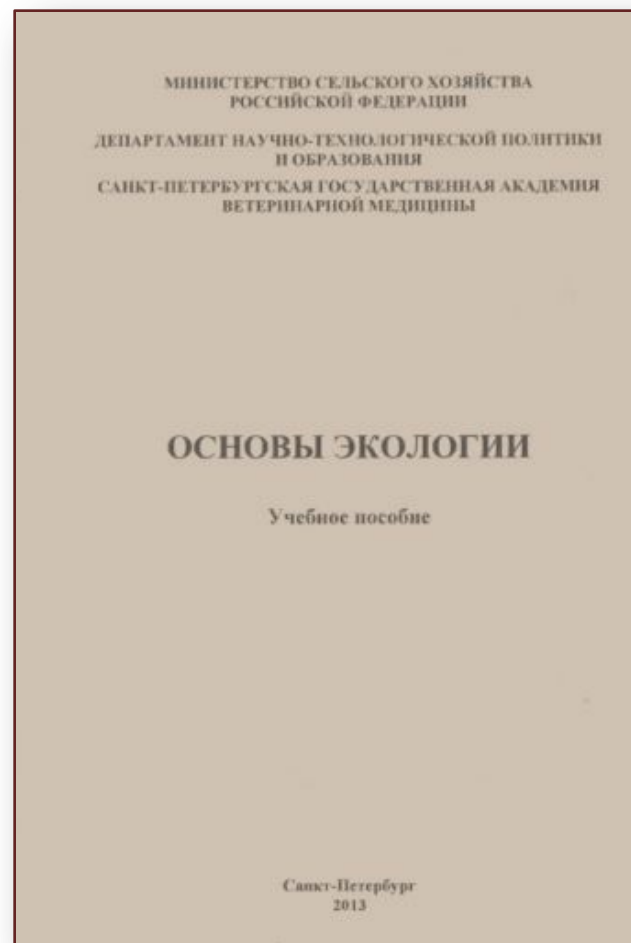 МИНИСТЕРСТВО СЕЛЬСКОГО ХОЗЯЙСТВА
РОССИЙСКОЙ ФЕДЕРАЦИИ
ДЕПАРТАМЕНТ НАУЧНО-ТЕХНОЛОГИЧЕСКОЙ ПОЛИТИКИ
И ОБРАЗОВАНИЯ
САНКТ-ПЕТЕРБУРГСКАЯ ГОСУДАРСТВЕННАЯ АКАДЕМИЯ
ВЕТЕРИНАРНОЙ МЕДИЦИНЫ
ОСНОВЫ ЭКОЛОГИИ
Учебное пособие
Санкт-Петербург
2013